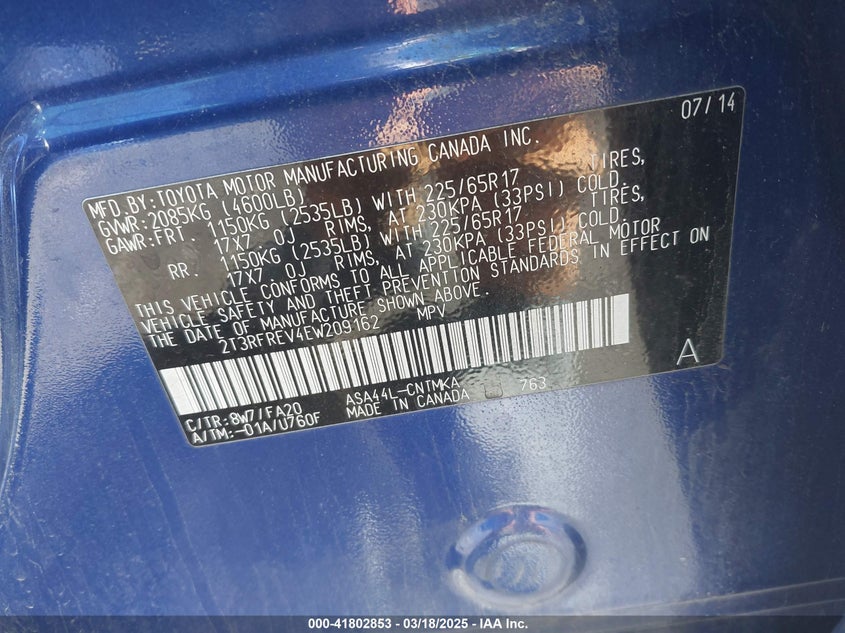 07/14
MFD.BY:TOYOTA MOTOR MANUFACTURING CANADA INC.
GVWR:2085KG (4600LB)
GAWR:FRT. 1150KG (2535LB) WITH 225/65R17 TIRES,
17X7 0J RIMS, AT 230KPA (33PSI) COLD.
RR. 1150KG (2535LB) WITH 225/65R17 TIRES,
17X7 0J RIMS, AT 230KPA (33PSI) COLD.
THIS VEHICLE CONFORMS TO ALL APPLICABLE FEDERAL MOTOR
VEHICLE SAFETY AND THEFT PREVENTION STANDARDS IN EFFECT ON
THE DATE OF MANUFACTURE SHOWN ABOVE.
2T3RFREV4EW209162 MPV
A
C/TR:8W7/FA20 ASA44L-CNTMKA 763
A/TM:-01A/U760F MADE IN CANADA
000-41802853 - 03/18/2025 - IAA Inc.